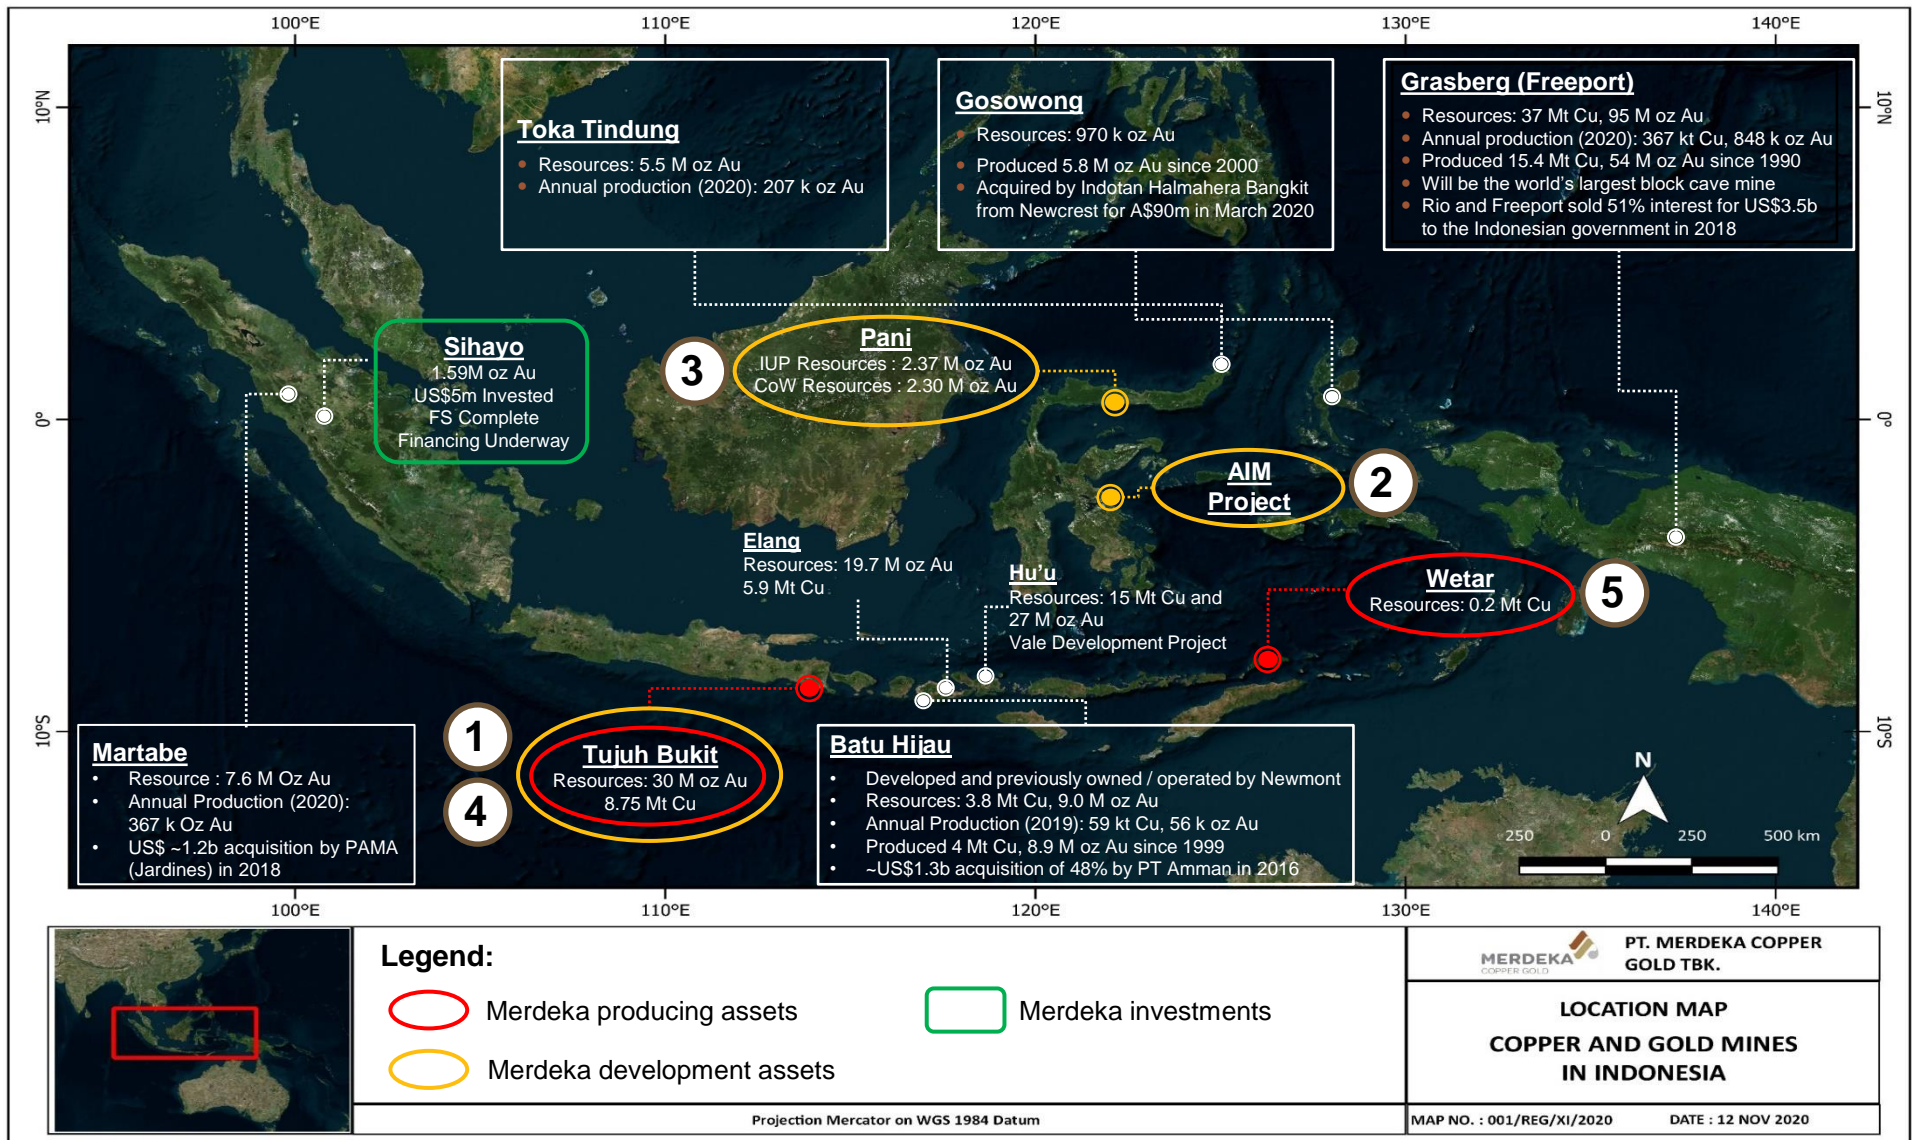 100°E 110°E 120°E 130°E 140°E
10°N
10°N
Toka Tindung
• Resources: 5.5 M oz Au
• Annual production (2020): 207 k oz Au
Gosowong
• Resources: 970 k oz Au
• Produced 5.8 M oz Au since 2000
• Acquired by Indotan Halmahera Bangkit
from Newcrest for A$90m in March 2020
Grasberg (Freeport)
• Resources: 37 Mt Cu, 95 M oz Au
• Annual production (2020): 367 kt Cu, 848 k oz Au
• Produced 15.4 Mt Cu, 54 M oz Au since 1990
• Will be the world's largest block cave mine
• Rio and Freeport sold 51% interest for US$3.5b
to the Indonesian government in 2018
Sihayo
1.59M oz Au
US$5m Invested
FS Complete
Financing Underway
3
Pani
IUP Resources : 2.37 M oz Au
CoW Resources : 2.30 M oz Au
0°
0°
AIM
Project
2
Elang
Resources: 19.7 M oz Au
5.9 Mt Cu
Hu'u
Resources: 15 Mt Cu and
27 M oz Au
Vale Development Project
Wetar
Resources: 0.2 Mt Cu
5
10°S
10°S
1
4
Tujuh Bukit
Resources: 30 M oz Au
8.75 Mt Cu
Martabe
• Resource : 7.6 M Oz Au
• Annual Production (2020):
367 k Oz Au
• US$ ~1.2b acquisition by PAMA
(Jardines) in 2018
Batu Hijau
• Developed and previously owned / operated by Newmont
• Resources: 3.8 Mt Cu, 9.0 M oz Au
• Annual Production (2019): 59 kt Cu, 56 k oz Au
• Produced 4 Mt Cu, 8.9 M oz Au since 1999
• ~US$1.3b acquisition of 48% by PT Amman in 2016
N
250 0 250 500 km
100°E 110°E 120°E 130°E 140°E
Legend:
Merdeka producing assets
Merdeka investments
Merdeka development assets
Projection Mercator on WGS 1984 Datum
MERDEKA
COPPER GOLD
PT. MERDEKA COPPER
GOLD TBK.
LOCATION MAP
COPPER AND GOLD MINES
IN INDONESIA
MAP NO. : 001/REG/XI/2020 DATE : 12 NOV 2020